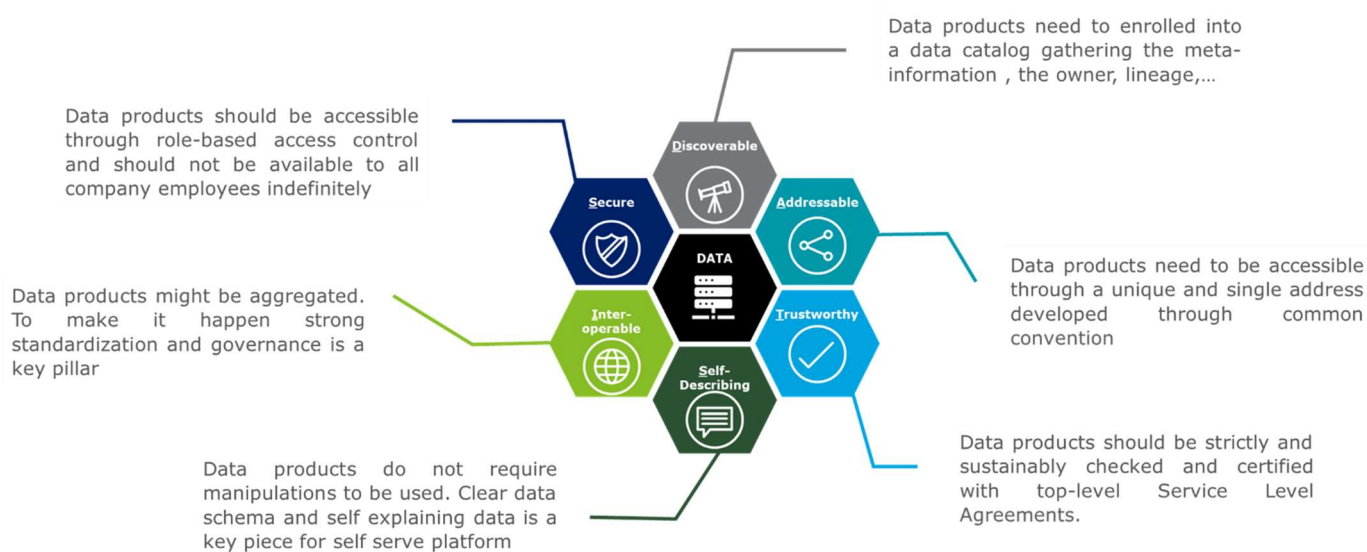 Data products need to enrolled into
a data catalog gathering the meta-
information , the owner, lineage,...
Data products should be accessible
through role-based access control
and should not be available to all
company employees indefinitely
Discoverable
Secure
Addressable
DATA
Data products need to be accessible
through a unique and single address
developed through common
convention
Data products might be aggregated.
To make it happen strong
standardization and governance is a
key pillar
Inter-
operable
Trustworthy
Self-
Describing
Data products should be strictly and
sustainably checked and certified
with top-level Service Level
Agreements.
Data products do not require
manipulations to be used. Clear data
schema and self explaining data is a
key piece for self serve platform